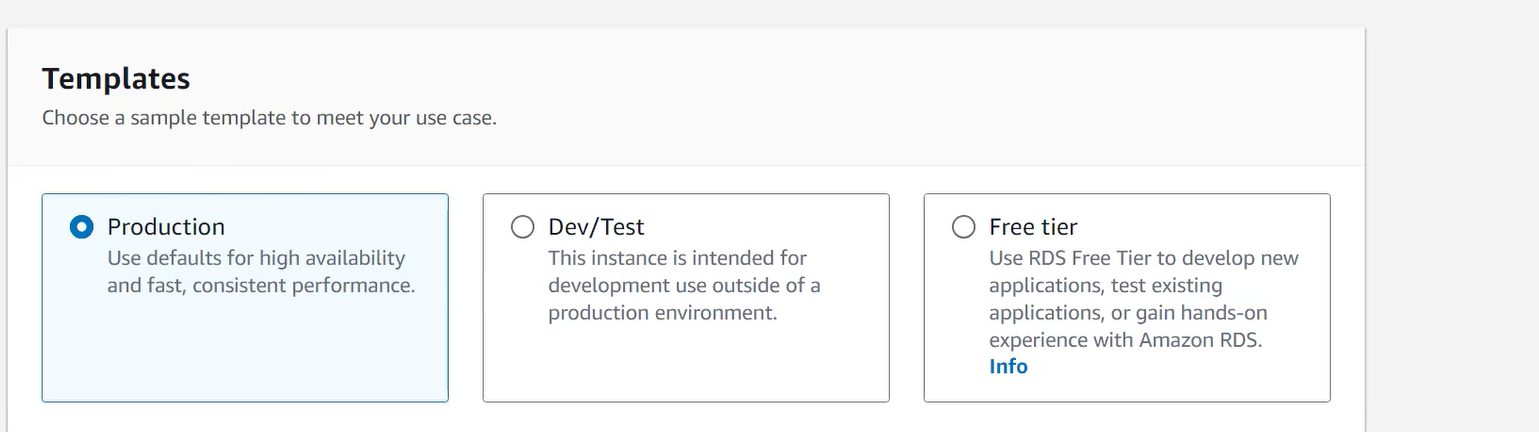 Templates
Choose a sample template to meet your use case.
Production
Use defaults for high availability
and fast, consistent performance.
Dev/Test
This instance is intended for
development use outside of a
production environment.
Free tier
Use RDS Free Tier to develop new
applications, test existing
applications, or gain hands-on
experience with Amazon RDS.
Info